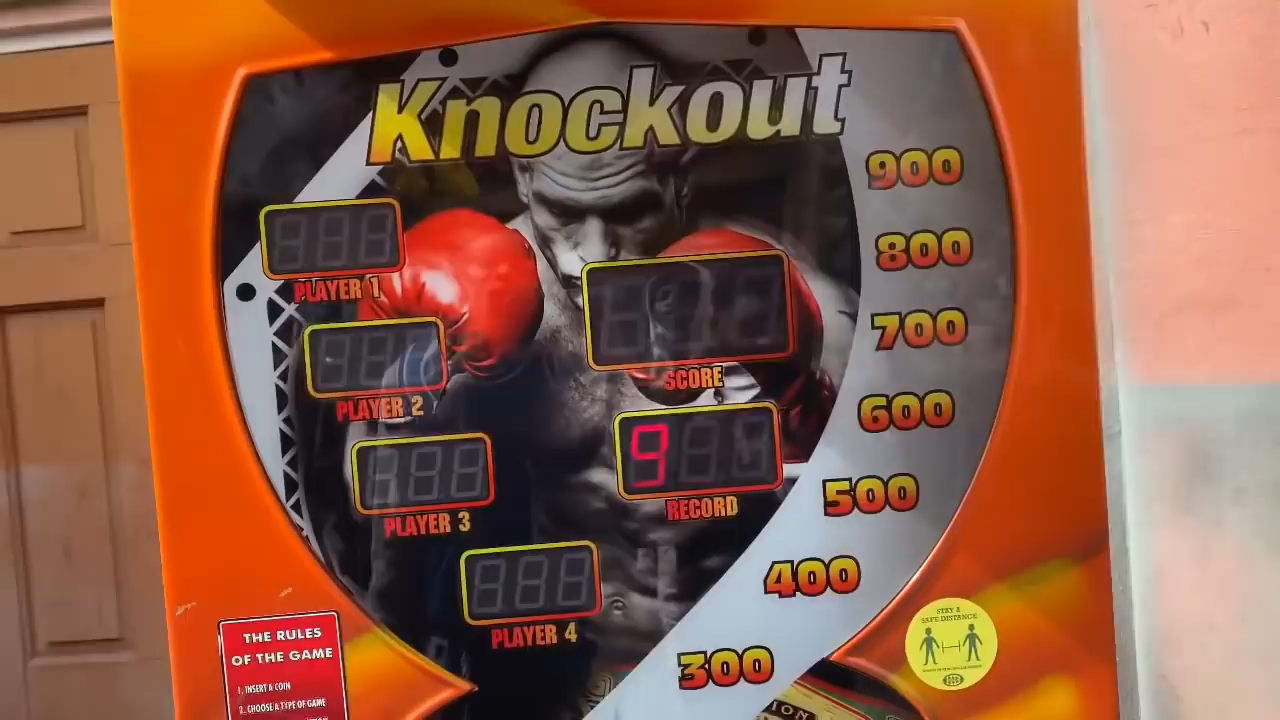 Knockout
900
800
700
600
500
400
300
PLAYER 1
PLAYER 2
PLAYER 3
PLAYER 4
SCORE
9
RECORD
THE RULES
OF THE GAME
1. INSERT A COIN
2. CHOOSE A TYPE OF GAME
STAY A
SAFE DISTANCE